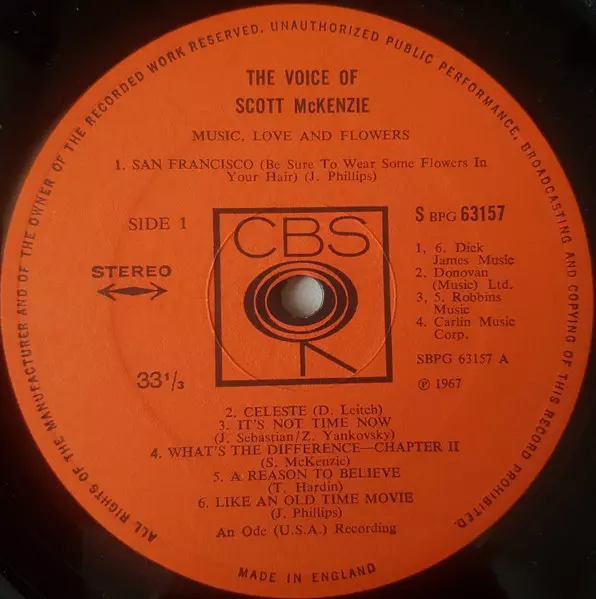 ALL RIGHTS OF THE MANUFACTURER AND OF THE OWNER OF THE RECORDED WORK RESERVED. UNAUTHORIZED PUBLIC PERFORMANCE, BROADCASTING AND COPYING OF THIS RECORD PROHIBITED.
THE VOICE OF
SCOTT McKENZIE
MUSIC, LOVE AND FLOWERS
1. SAN FRANCISCO (Be Sure To Wear Some Flowers In
Your Hair) (J. Phillips)
SIDE 1
STEREO
33 1/3
CBS
S BPG 63157
1, 6. Dick
James Music
2. Donovan
(Music) Ltd.
3, 5. Robbins
Music
4. Carlin Music
Corp.
SBPG 63157 A
℗ 1967
2. CELESTE (D. Leitch)
3. IT'S NOT TIME NOW
(J. Sebastian/Z. Yankovsky)
4. WHAT'S THE DIFFERENCE—CHAPTER II
(S. McKenzie)
5. A REASON TO BELIEVE
(T. Hardin)
6. LIKE AN OLD TIME MOVIE
(J. Phillips)
An Ode (U.S.A.) Recording
MADE IN ENGLAND